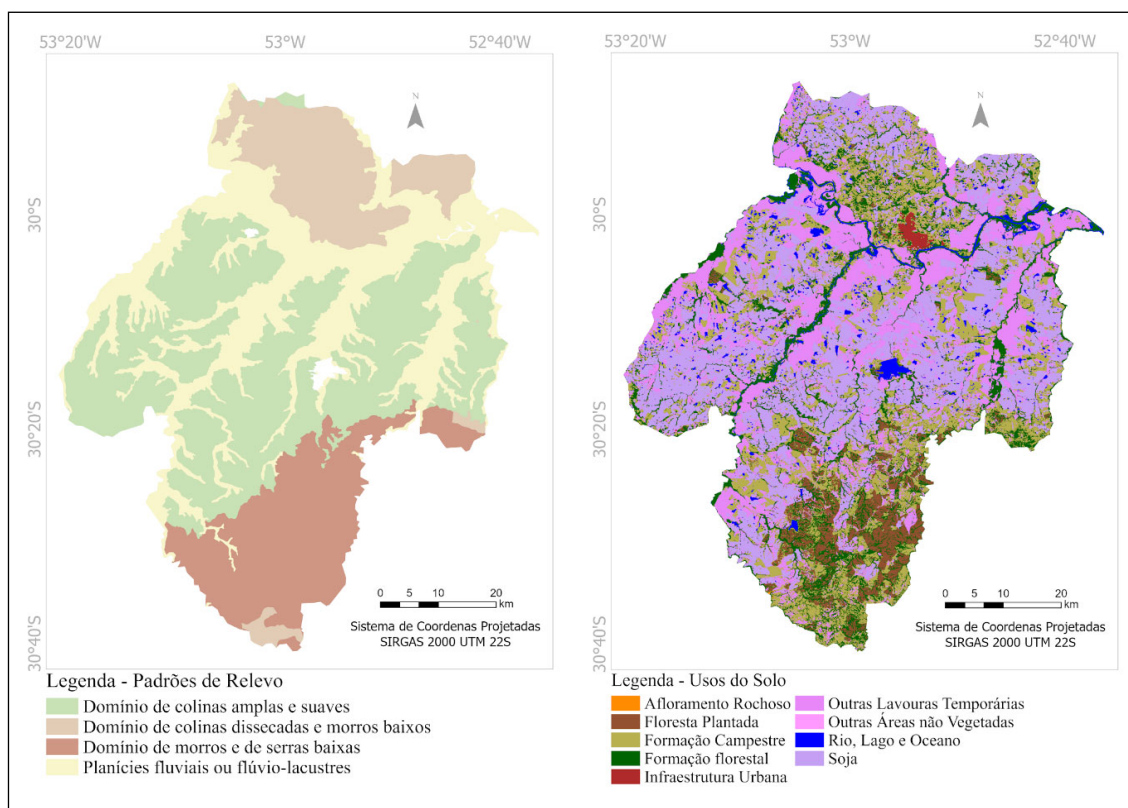 53°20'W 53°W 52°40'W
53°W 52°40'W
N
N
30°S
30°S
30°20'S
30°20'S
30°40'S
0 5 10 20
km
Sistema de Coordenas Projetadas
SIRGAS 2000 UTM 22S
0 5 10 20
km
Sistema de Coordenas Projetadas
SIRGAS 2000 UTM 22S
30°40'S
Legenda - Padrões de Relevo
Domínio de colinas amplas e suaves
Domínio de colinas dissecadas e morros baixos
Domínio de morros e de serras baixas
Planícies fluviais ou flúvio-lacustres
Legenda - Usos do Solo
Afloramento Rochoso
Floresta Plantada
Formação Campestre
Formação florestal
Infraestrutura Urbana
Outras Lavouras Temporárias
Outras Áreas não Vegetadas
Rio, Lago e Oceano
Soja